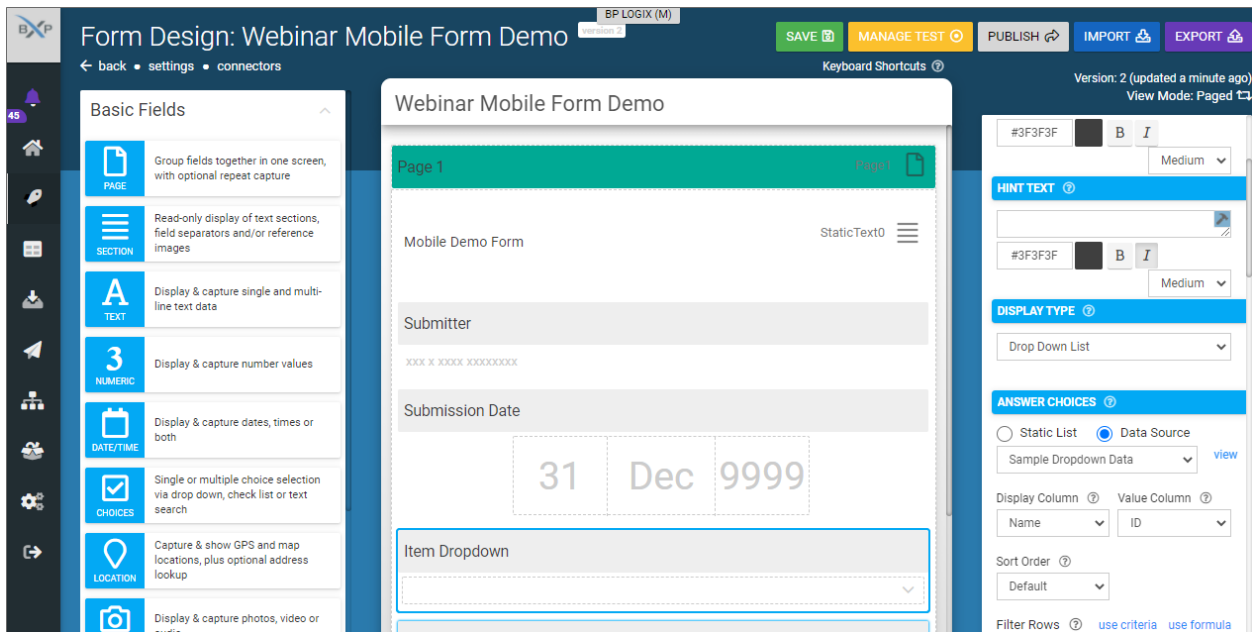 BXP
BP LOGIX (M)
Form Design: Webinar Mobile Form Demo
version 2
SAVE
MANAGE TEST
PUBLISH
IMPORT
EXPORT
← back • settings • connectors
Keyboard Shortcuts
Version: 2 (updated a minute ago)
View Mode: Paged
45
Basic Fields
PAGE
Group fields together in one screen,
with optional repeat capture
SECTION
Read-only display of text sections,
field separators and/or reference
images
A
TEXT
Display & capture single and multi-
line text data
3
NUMERIC
Display & capture number values
DATE/TIME
Display & capture dates, times or
both
CHOICES
Single or multiple choice selection
via drop down, check list or text
search
LOCATION
Capture & show GPS and map
locations, plus optional address
lookup
Display & capture photos, video or
audio
Webinar Mobile Form Demo
Page 1
Page1
Mobile Demo Form
StaticText0
Submitter
xxx x xxxx xxxxxxxx
Submission Date
31 Dec 9999
Item Dropdown
#3F3F3F B I
Medium
HINT TEXT
#3F3F3F B I
Medium
DISPLAY TYPE
Drop Down List
ANSWER CHOICES
Static List Data Source
Sample Dropdown Data view
Display Column Value Column
Name ID
Sort Order
Default
Filter Rows use criteria use formula